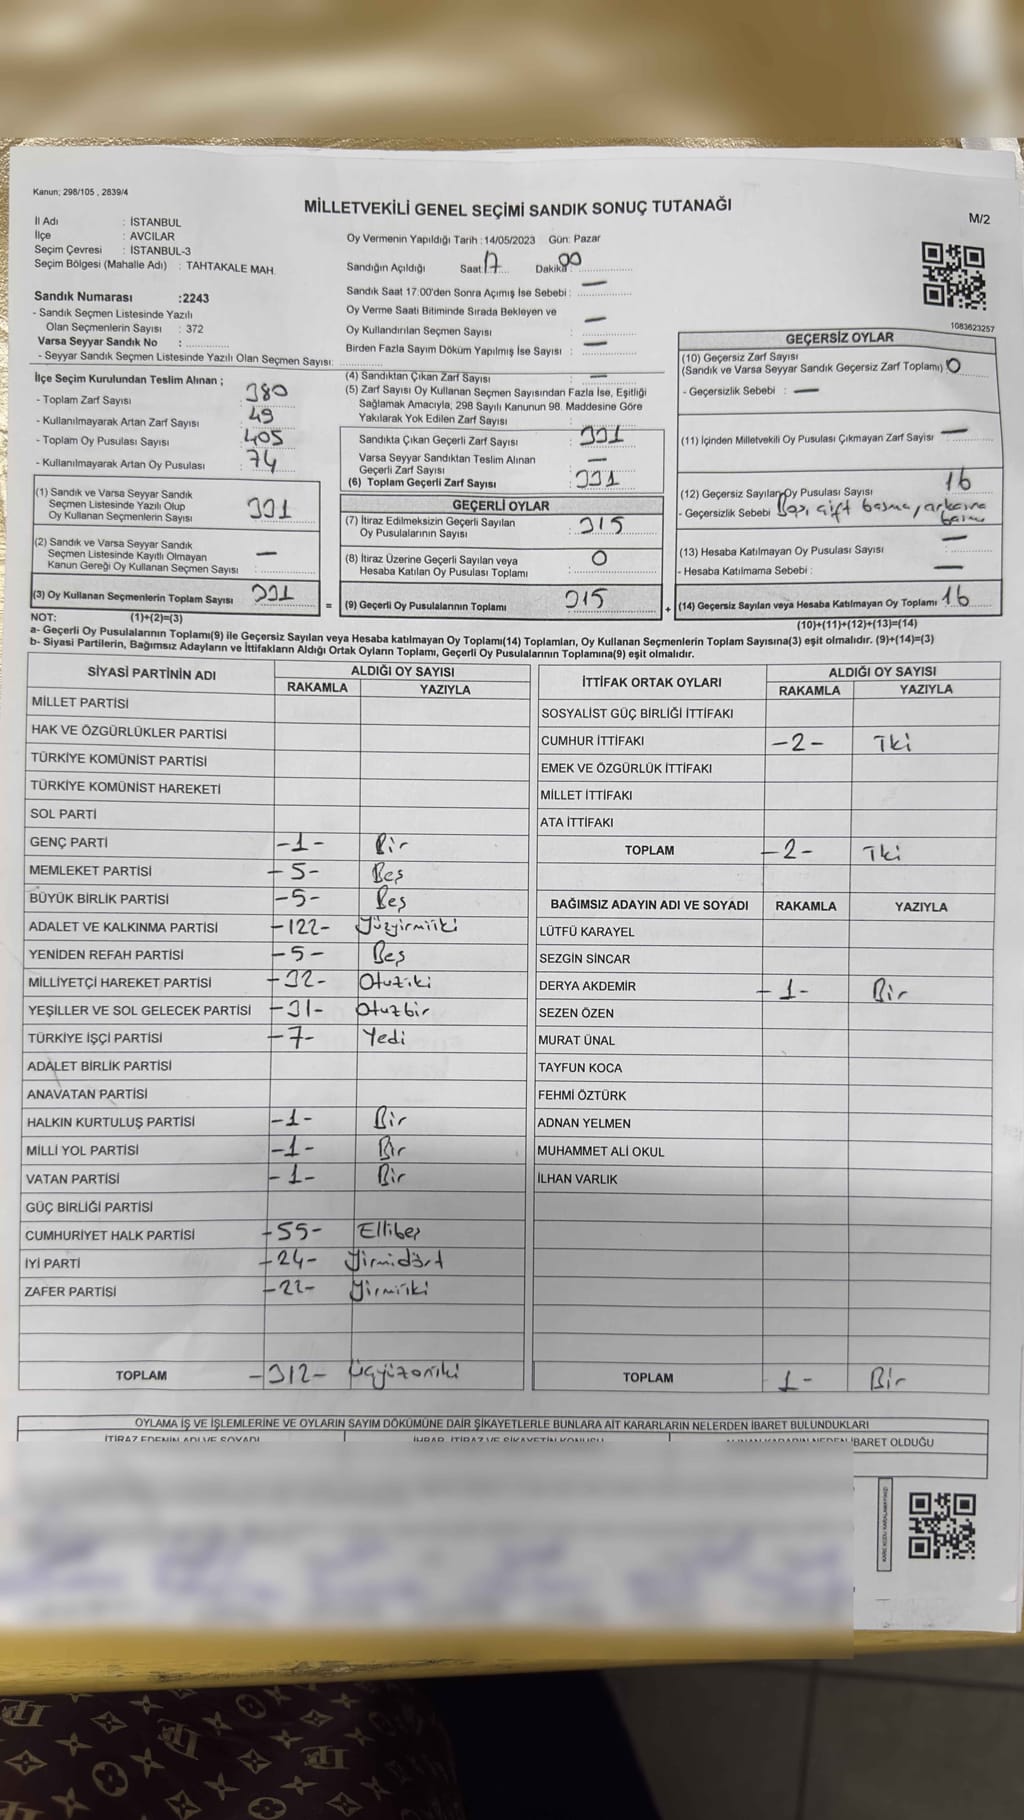 Kanun; 298/105 , 2839/4
MİLLETVEKİLİ GENEL SEÇİMİ SANDIK SONUÇ TUTANAĞI
M/2
İl Adı : İSTANBUL
İlçe : AVCILAR
Seçim Çevresi : İSTANBUL-3
Seçim Bölgesi (Mahalle Adı) : TAHTAKALE MAH.
Sandık Numarası :2243
- Sandık Seçmen Listesinde Yazılı
Olan Seçmenlerin Sayısı : 372
Varsa Seyyar Sandık No :
- Seyyar Sandık Seçmen Listesinde Yazılı Olan Seçmen Sayısı:
İlçe Seçim Kurulundan Teslim Alınan ;
- Toplam Zarf Sayısı 380
- Kullanılmayarak Artan Zarf Sayısı : 49
- Toplam Oy Pusulası Sayısı : 405
- Kullanılmayarak Artan Oy Pusulası : 74
(1) Sandık ve Varsa Seyyar Sandık
Seçmen Listesinde Yazılı Olup
Oy Kullanan Seçmenlerin Sayısı 331
(2) Sandık ve Varsa Seyyar Sandık
Seçmen Listesinde Kayıtlı Olmayan
Kanun Gereği Oy Kullanan Seçmen Sayısı : —
(3) Oy Kullanan Seçmenlerin Toplam Sayısı 331
Oy Vermenin Yapıldığı Tarih : 14/05/2023 Gün: Pazar
Sandığın Açıldığı Saat 17 Dakika 00
Sandık Saat 17:00'den Sonra Açımış İse Sebebi : —
Oy Verme Saati Bitiminde Sırada Bekleyen ve
Oy Kullandırılan Seçmen Sayısı : —
Birden Fazla Sayım Döküm Yapılmış İse Sayısı : —
(4) Sandıktan Çıkan Zarf Sayısı : —
(5) Zarf Sayısı Oy Kullanan Seçmen Sayısından Fazla İse, Eşitliği
Sağlamak Amacıyla, 298 Sayılı Kanunun 98. Maddesine Göre
Yakılarak Yok Edilen Zarf Sayısı :
Sandıkta Çıkan Geçerli Zarf Sayısı : 331
Varsa Seyyar Sandıktan Teslim Alınan
Geçerli Zarf Sayısı : —
(6) Toplam Geçerli Zarf Sayısı : 331
GEÇERLİ OYLAR
(7) İtiraz Edilmeksizin Geçerli Sayılan
Oy Pusulalarının Sayısı : 315
(8) İtiraz Üzerine Geçerli Sayılan veya
Hesaba Katılan Oy Pusulası Toplamı : 0
= (9) Geçerli Oy Pusulalarının Toplamı : 315
1083623257
GEÇERSİZ OYLAR
(10) Geçersiz Zarf Sayısı
(Sandık ve Varsa Seyyar Sandık Geçersiz Zarf Toplamı) 0
- Geçersizlik Sebebi : —
(11) İçinden Milletvekili Oy Pusulası Çıkmayan Zarf Sayısı —
(12) Geçersiz Sayılan Oy Pusulası Sayısı 16
- Geçersizlik Sebebi Boş, çift basma, arkasına
(13) Hesaba Katılmayan Oy Pusulası Sayısı : —
- Hesaba Katılmama Sebebi : —
+ (14) Geçersiz Sayılan veya Hesaba Katılmayan Oy Toplamı 16
NOT: (1)+(2)=(3) (10)+(11)+(12)+(13)=(14)
a- Geçerli Oy Pusulalarının Toplamı(9) ile Geçersiz Sayılan veya Hesaba katılmayan Oy Toplamı(14) Toplamları, Oy Kullanan Seçmenlerin Toplam Sayısına(3) eşit olmalıdır. (9)+(14)=(3)
b- Siyasi Partilerin, Bağımsız Adayların ve İttifakların Aldığı Ortak Oyların Toplamı, Geçerli Oy Pusulalarının Toplamına(9) eşit olmalıdır.
SİYASİ PARTİNİN ADI ALDIĞI OY SAYISI
RAKAMLA YAZIYLA
MİLLET PARTİSİ
HAK VE ÖZGÜRLÜKLER PARTİSİ
TÜRKİYE KOMÜNİST PARTİSİ
TÜRKİYE KOMÜNİST HAREKETİ
SOL PARTİ
GENÇ PARTİ -1- Bir
MEMLEKET PARTİSİ -5- Beş
BÜYÜK BİRLİK PARTİSİ -5- Beş
ADALET VE KALKINMA PARTİSİ -122- Yüzyirmiiki
YENİDEN REFAH PARTİSİ -5- Beş
MİLLİYETÇİ HAREKET PARTİSİ -32- Otuziki
YEŞİLLER VE SOL GELECEK PARTİSİ -31- Otuzbir
TÜRKİYE İŞÇİ PARTİSİ -7- Yedi
ADALET BİRLİK PARTİSİ
ANAVATAN PARTİSİ
HALKIN KURTULUŞ PARTİSİ -1- Bir
MİLLİ YOL PARTİSİ -1- Bir
VATAN PARTİSİ -1- Bir
GÜÇ BİRLİĞİ PARTİSİ
CUMHURİYET HALK PARTİSİ -55- Ellibeş
İYİ PARTİ -24- Yirmidört
ZAFER PARTİSİ -22- Yirmiiki
TOPLAM -312- Üçyüzoniki
İTTİFAK ORTAK OYLARI ALDIĞI OY SAYISI
RAKAMLA YAZIYLA
SOSYALİST GÜÇ BİRLİĞİ İTTİFAKI
CUMHUR İTTİFAKI -2- İki
EMEK VE ÖZGÜRLÜK İTTİFAKI
MİLLET İTTİFAKI
ATA İTTİFAKI
TOPLAM -2- İki
BAĞIMSIZ ADAYIN ADI VE SOYADI RAKAMLA YAZIYLA
LÜTFÜ KARAYEL
SEZGİN SİNCAR
DERYA AKDEMİR -1- Bir
SEZEN ÖZEN
MURAT ÜNAL
TAYFUN KOCA
FEHMİ ÖZTÜRK
ADNAN YELMEN
MUHAMMET ALİ OKUL
İLHAN VARLIK
TOPLAM 1- Bir
OYLAMA İŞ VE İŞLEMLERİNE VE OYLARIN SAYIM DÖKÜMÜNE DAİR ŞİKAYETLERLE BUNLARA AİT KARARLARIN NELERDEN İBARET BULUNDUKLARI
İTİRAZ EDENİN ADI VE SOYADI İHBAR, İTİRAZ VE ŞİKAYETİN KONUSU İBARET OLDUĞU